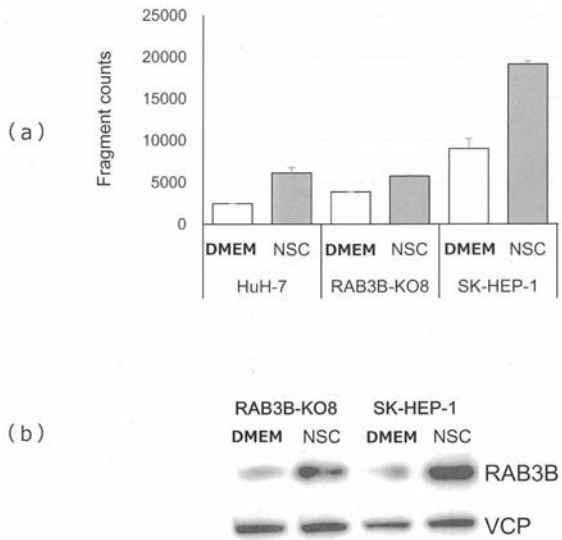 (a)
Fragment counts
25000
20000
15000
10000
5000
0
DMEM NSC DMEM NSC DMEM NSC
HuH-7 RAB3B-KO8 SK-HEP-1
(b)
RAB3B-KO8 SK-HEP-1
DMEM NSC DMEM NSC
RAB3B
VCP